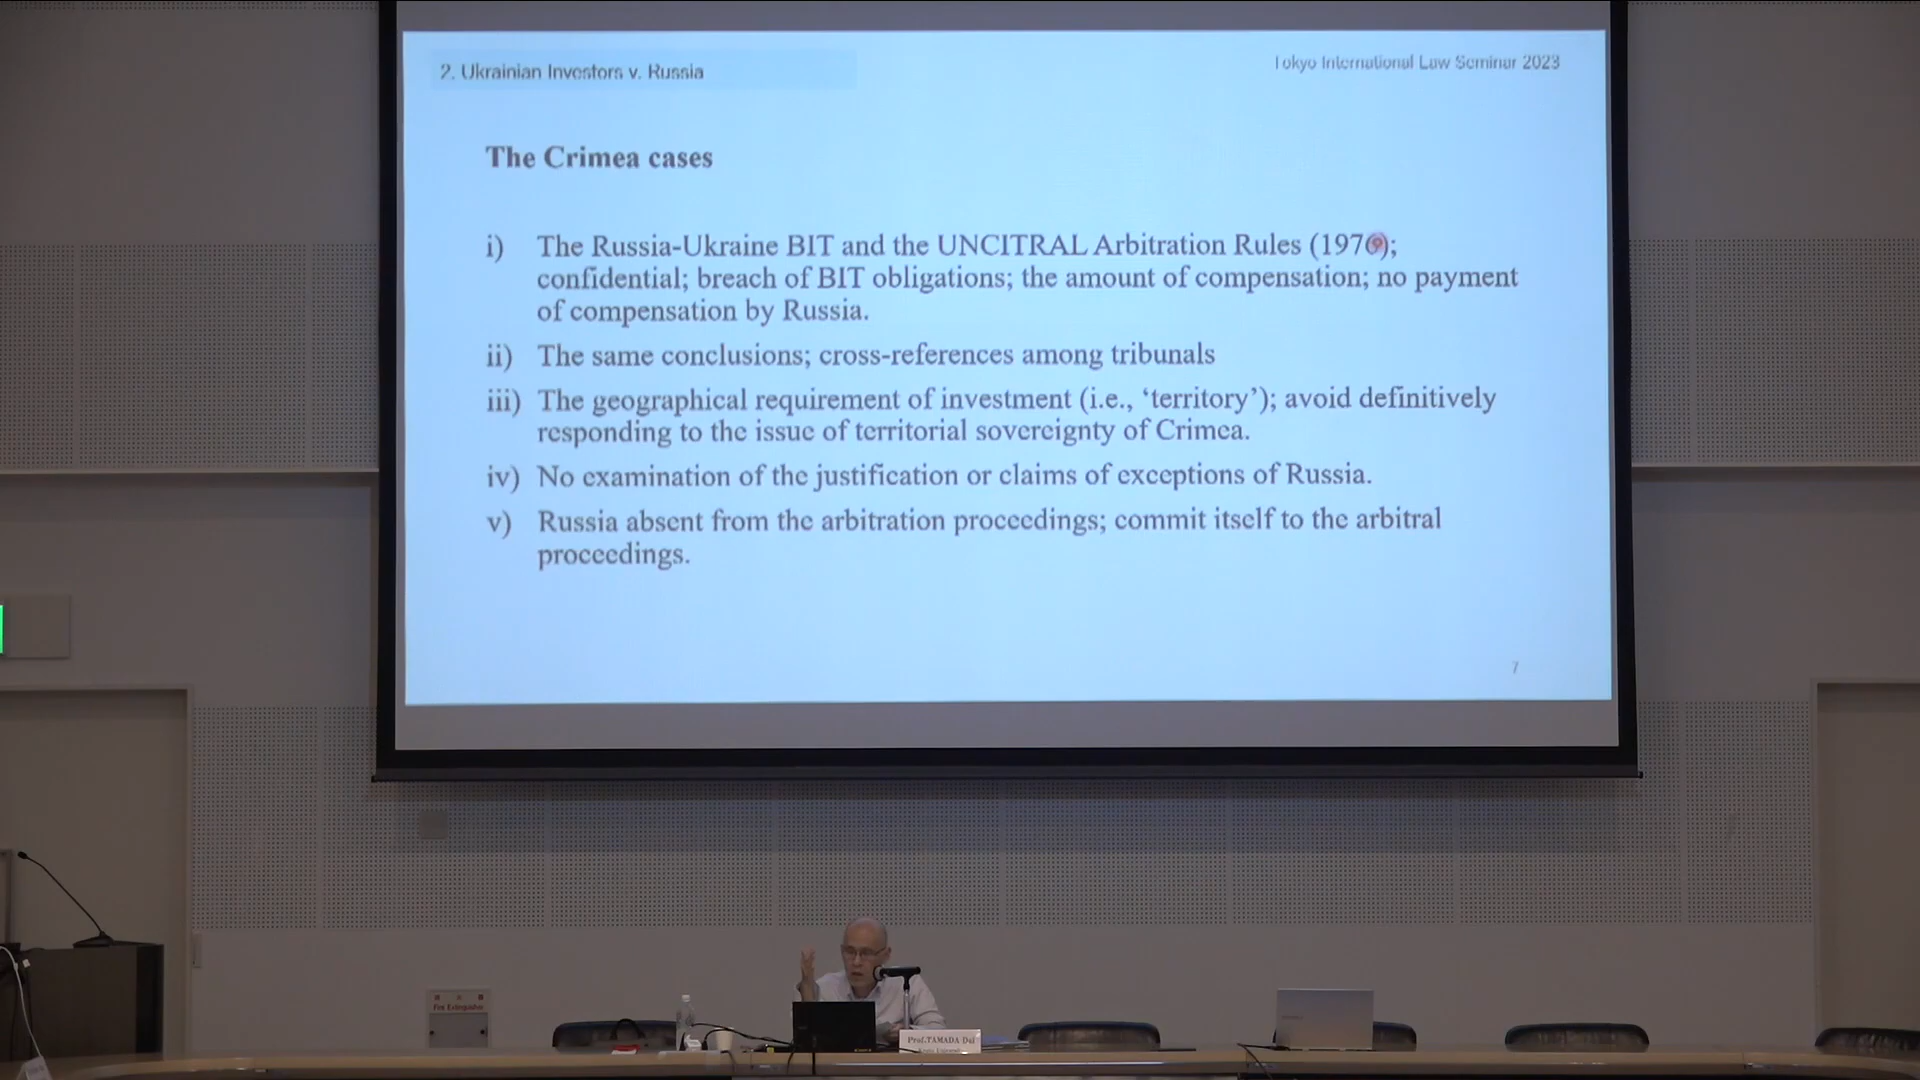 2. Ukrainian Investors v. Russia
Tokyo International Law Seminar 2023
The Crimea cases
i) The Russia-Ukraine BIT and the UNCITRAL Arbitration Rules (1976);
confidential; breach of BIT obligations; the amount of compensation; no payment
of compensation by Russia.
ii) The same conclusions; cross-references among tribunals
iii) The geographical requirement of investment (i.e., ‘territory’); avoid definitively
responding to the issue of territorial sovereignty of Crimea.
iv) No examination of the justification or claims of exceptions of Russia.
v) Russia absent from the arbitration proceedings; commit itself to the arbitral
proceedings.
7
Prof.TAMADA Dai